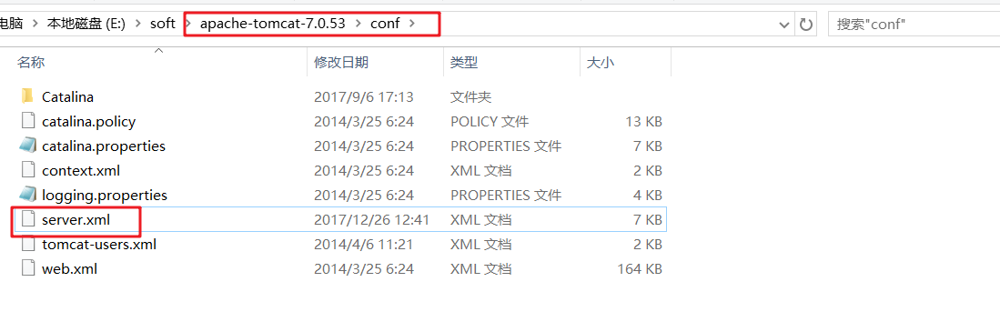 电脑 › 本地磁盘 (E:) › soft › apache-tomcat-7.0.53 › conf › 搜索"conf"
名称 修改日期 类型 大小
Catalina 2017/9/6 17:13 文件夹
catalina.policy 2014/3/25 6:24 POLICY 文件 13 KB
catalina.properties 2014/3/25 6:24 PROPERTIES 文件 7 KB
context.xml 2014/3/25 6:24 XML 文档 2 KB
logging.properties 2014/3/25 6:24 PROPERTIES 文件 4 KB
server.xml 2017/12/26 12:41 XML 文档 7 KB
tomcat-users.xml 2014/4/6 11:21 XML 文档 2 KB
web.xml 2014/3/25 6:24 XML 文档 164 KB